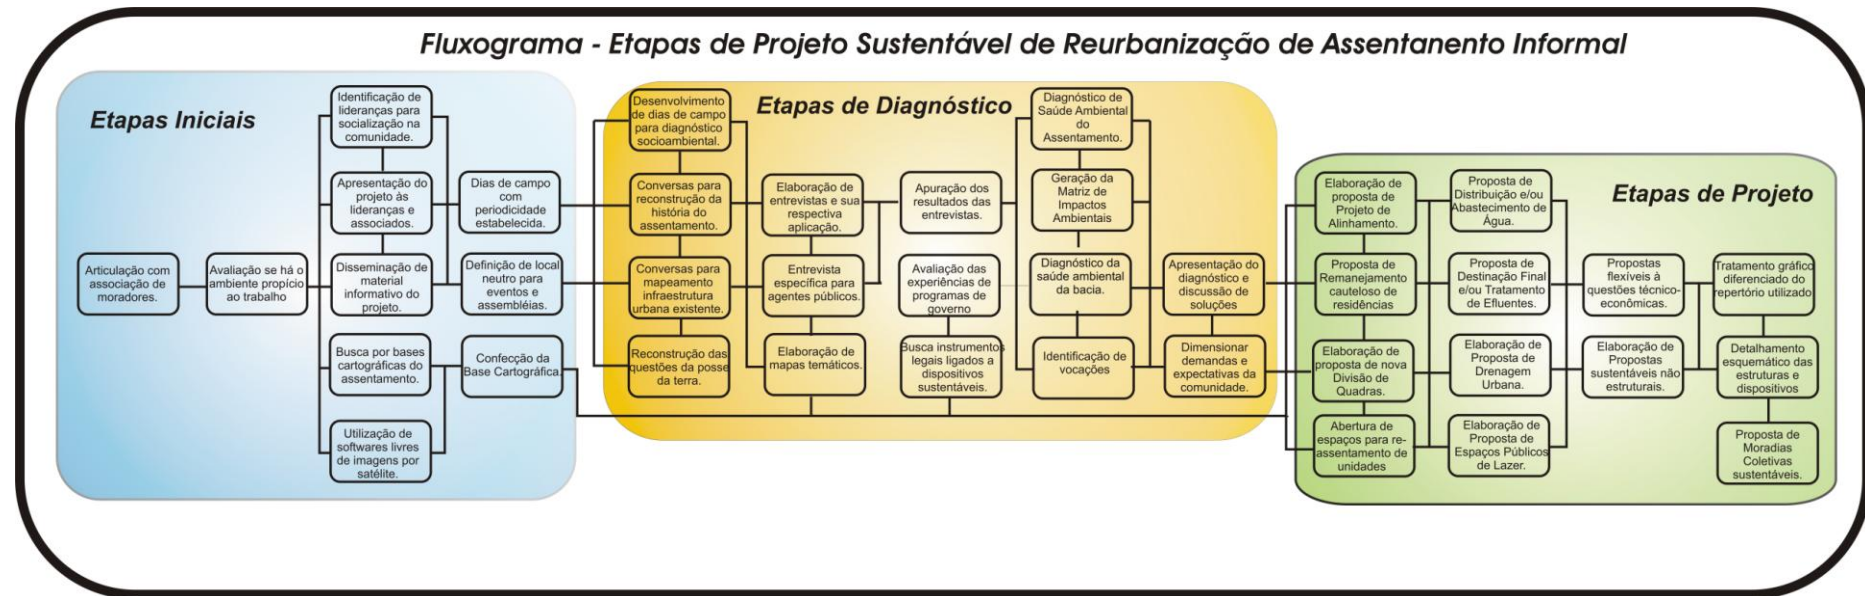 Fluxograma - Etapas de Projeto Sustentável de Reurbanização de Assentanento Informal
Etapas Iniciais
Articulação com
associação de
moradores.
Avaliação se há o
ambiente propício
ao trabalho
Identificação de
lideranças para
socialização na
comunidade.
Apresentação do
projeto às
lideranças e
associados.
Disseminação de
material
informativo do
projeto.
Busca por bases
cartográficas do
assentamento.
Utilização de
softwares livres
de imagens por
satélite.
Dias de campo
com
periodicidade
estabelecida.
Definição de local
neutro para
eventos e
assembléias.
Confecção da
Base Cartográfica.
Etapas de Diagnóstico
Desenvolvimento
de dias de campo
para diagnóstico
socioambiental.
Conversas para
reconstrução da
história do
assentamento.
Conversas para
mapeamento
infraestrutura
urbana existente.
Reconstrução das
questões da posse
da terra.
Elaboração de
entrevistas e sua
respectiva
aplicação.
Entrevista
específica para
agentes públicos.
Elaboração de
mapas temáticos.
Apuração dos
resultados das
entrevistas.
Avaliação das
experiências de
programas de
governo
Busca instrumentos
legais ligados a
dispositivos
sustentáveis.
Diagnóstico de
Saúde Ambiental
do
Assentamento.
Geração da
Matriz de
Impactos
Ambientais
Diagnóstico da
saúde ambiental
da bacia.
Identificação de
vocações
Apresentação do
diagnóstico e
discussão de
soluções
Dimensionar
demandas e
expectativas da
comunidade.
Etapas de Projeto
Elaboração de
proposta de
Projeto de
Alinhamento.
Proposta de
Remanejamento
cauteloso de
residências
Elaboração de
proposta de nova
Divisão de
Quadras.
Abertura de
espaços para re-
assentamento de
unidades
Proposta de
Distribuição e/ou
Abastecimento de
Água.
Proposta de
Destinação Final
e/ou Tratamento
de Efluentes.
Elaboração de
Proposta de
Drenagem
Urbana.
Elaboração de
Proposta de
Espaços Públicos
de Lazer.
Propostas
flexíveis à
questões técnico-
econômicas.
Elaboração de
Propostas
sustentáveis não
estruturais.
Tratamento gráfico
diferenciado do
repertório utilizado
Detalhamento
esquemático das
estruturas e
dispositivos
Proposta de
Moradias
Coletivas
sustentáveis.